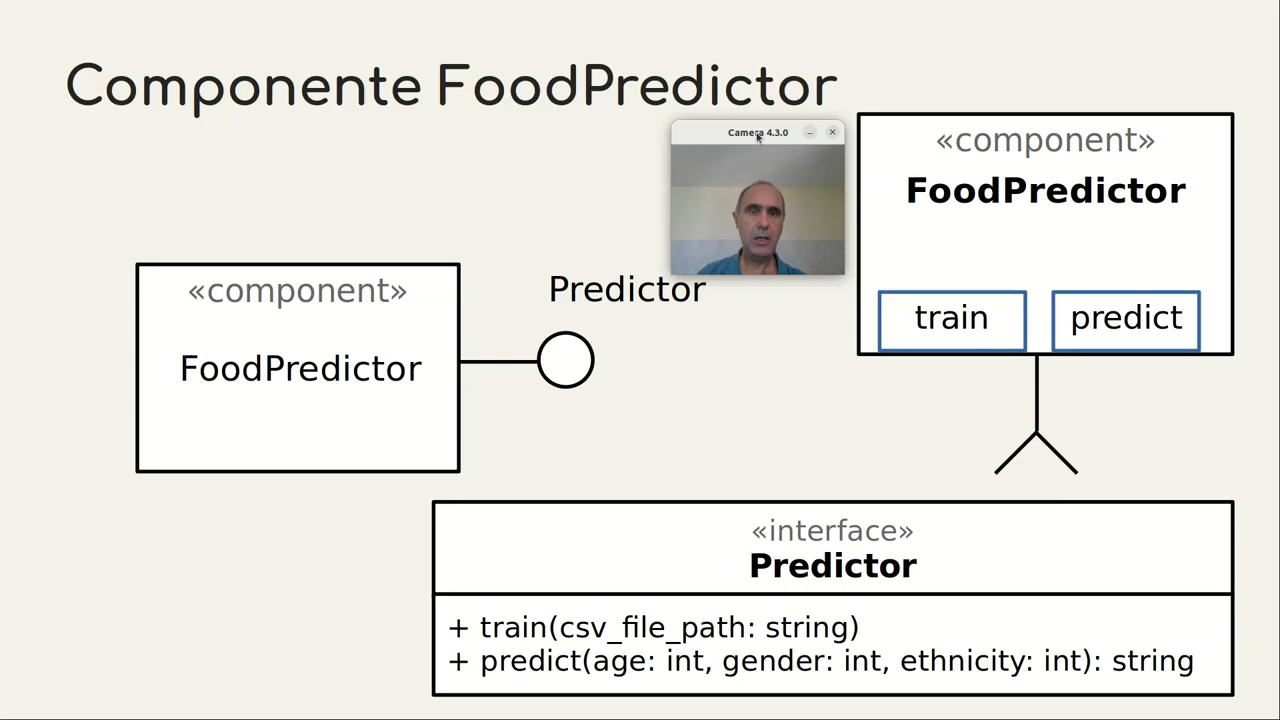 Componente FoodPredictor
Camera 4.3.0
«component»
FoodPredictor
train
predict
«component»
FoodPredictor
Predictor
«interface»
Predictor
+ train(csv_file_path: string)
+ predict(age: int, gender: int, ethnicity: int): string